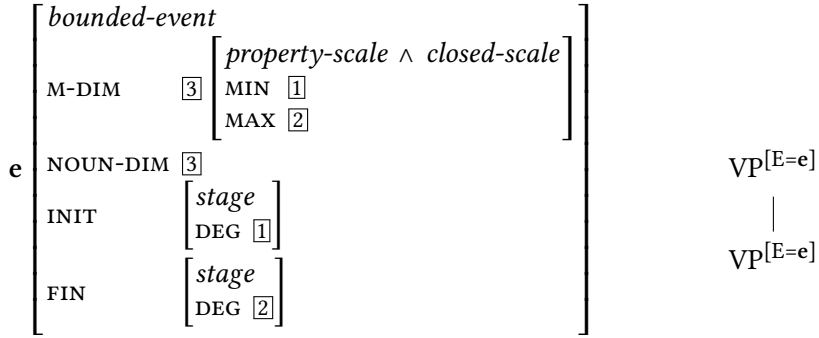 bounded-event
property-scale ∧ closed-scale
M-DIM 3 MIN 1
MAX 2
e NOUN-DIM 3 VP[E=e]
INIT stage
DEG 1
VP[E=e]
FIN stage
DEG 2